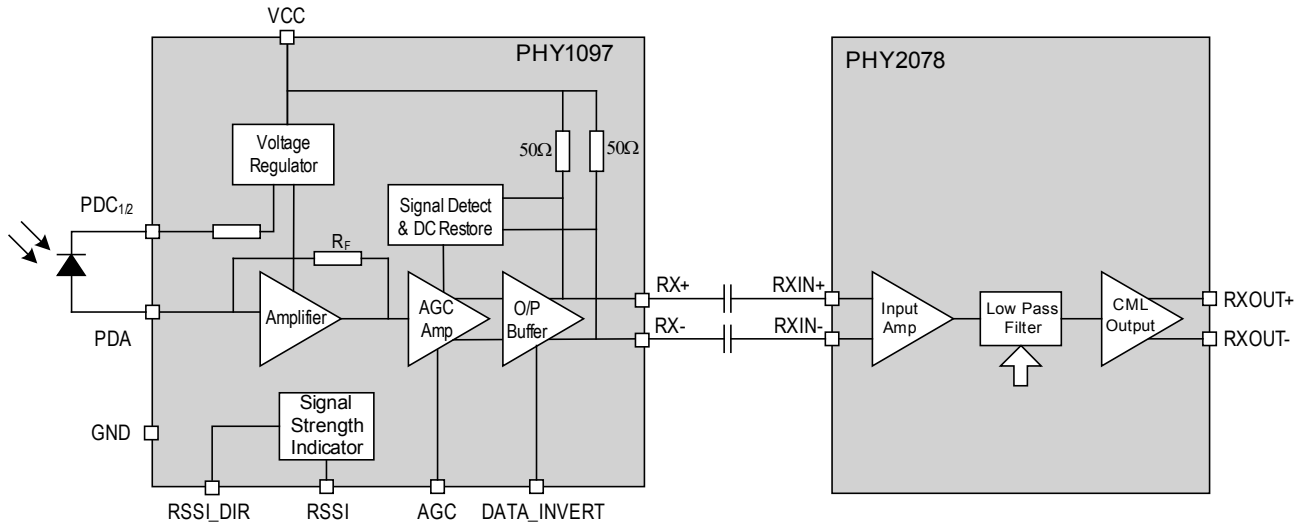 VCC
PHY1097
PHY2078
Voltage
Regulator
50Ω
50Ω
PDC1/2
Signal Detect
& DC Restore
RF
RX+
RXIN+
Amplifier
AGC
Amp
O/P
Buffer
Input
Amp
Low Pass
Filter
CML
Output
RXOUT+
PDA
RX-
RXIN-
RXOUT-
GND
Signal
Strength
Indicator
RSSI_DIR
RSSI
AGC
DATA_INVERT